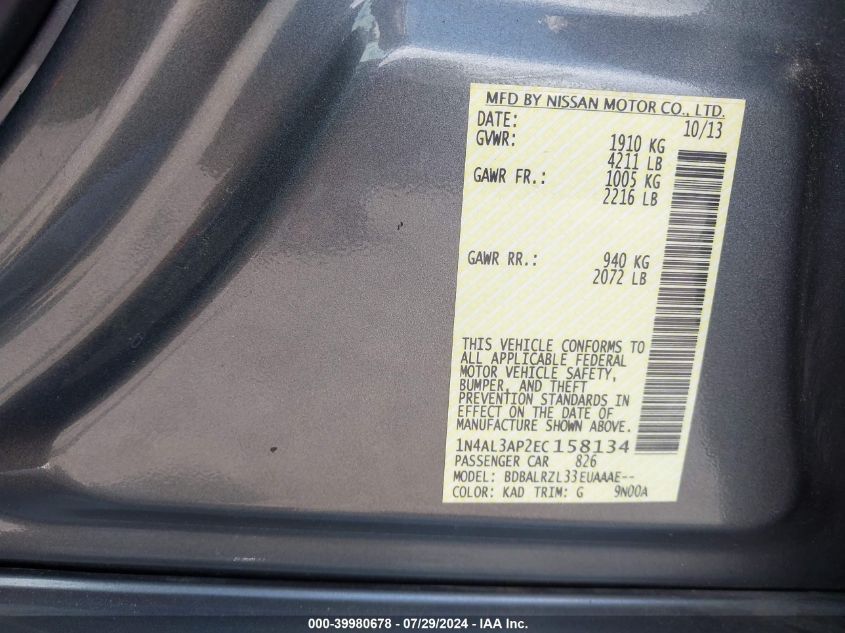 MFD BY NISSAN MOTOR CO., LTD.
DATE: 10/13
GVWR: 1910 KG
4211 LB
GAWR FR.: 1005 KG
2216 LB
GAWR RR.: 940 KG
2072 LB
THIS VEHICLE CONFORMS TO
ALL APPLICABLE FEDERAL
MOTOR VEHICLE SAFETY,
BUMPER, AND THEFT
PREVENTION STANDARDS IN
EFFECT ON THE DATE OF
MANUFACTURE SHOWN ABOVE.
1N4AL3AP2EC158134
PASSENGER CAR 826
MODEL: BDBALRZL33EUAAAE--
COLOR: KAD TRIM: G 9N00A
000-39980678 / 07/29/2024 - IAA Inc.